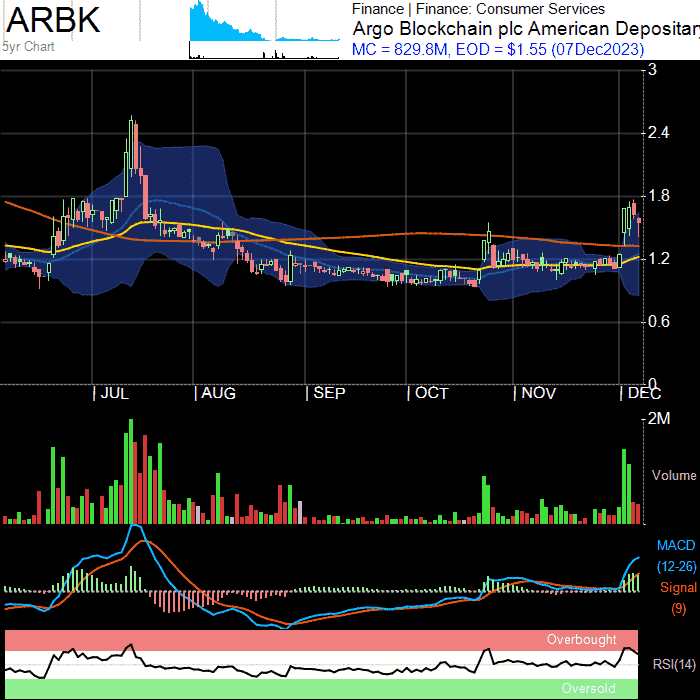 ARBK
5yr Chart
Finance | Finance: Consumer Services
Argo Blockchain plc American Depositary
MC = 829.8M, EOD = $1.55 (07Dec2023)
3
2.4
1.8
1.2
0.6
0
| JUL | AUG | SEP | OCT | NOV | DEC
2M
Volume
MACD
(12-26)
Signal
(9)
Overbought
RSI(14)
Oversold